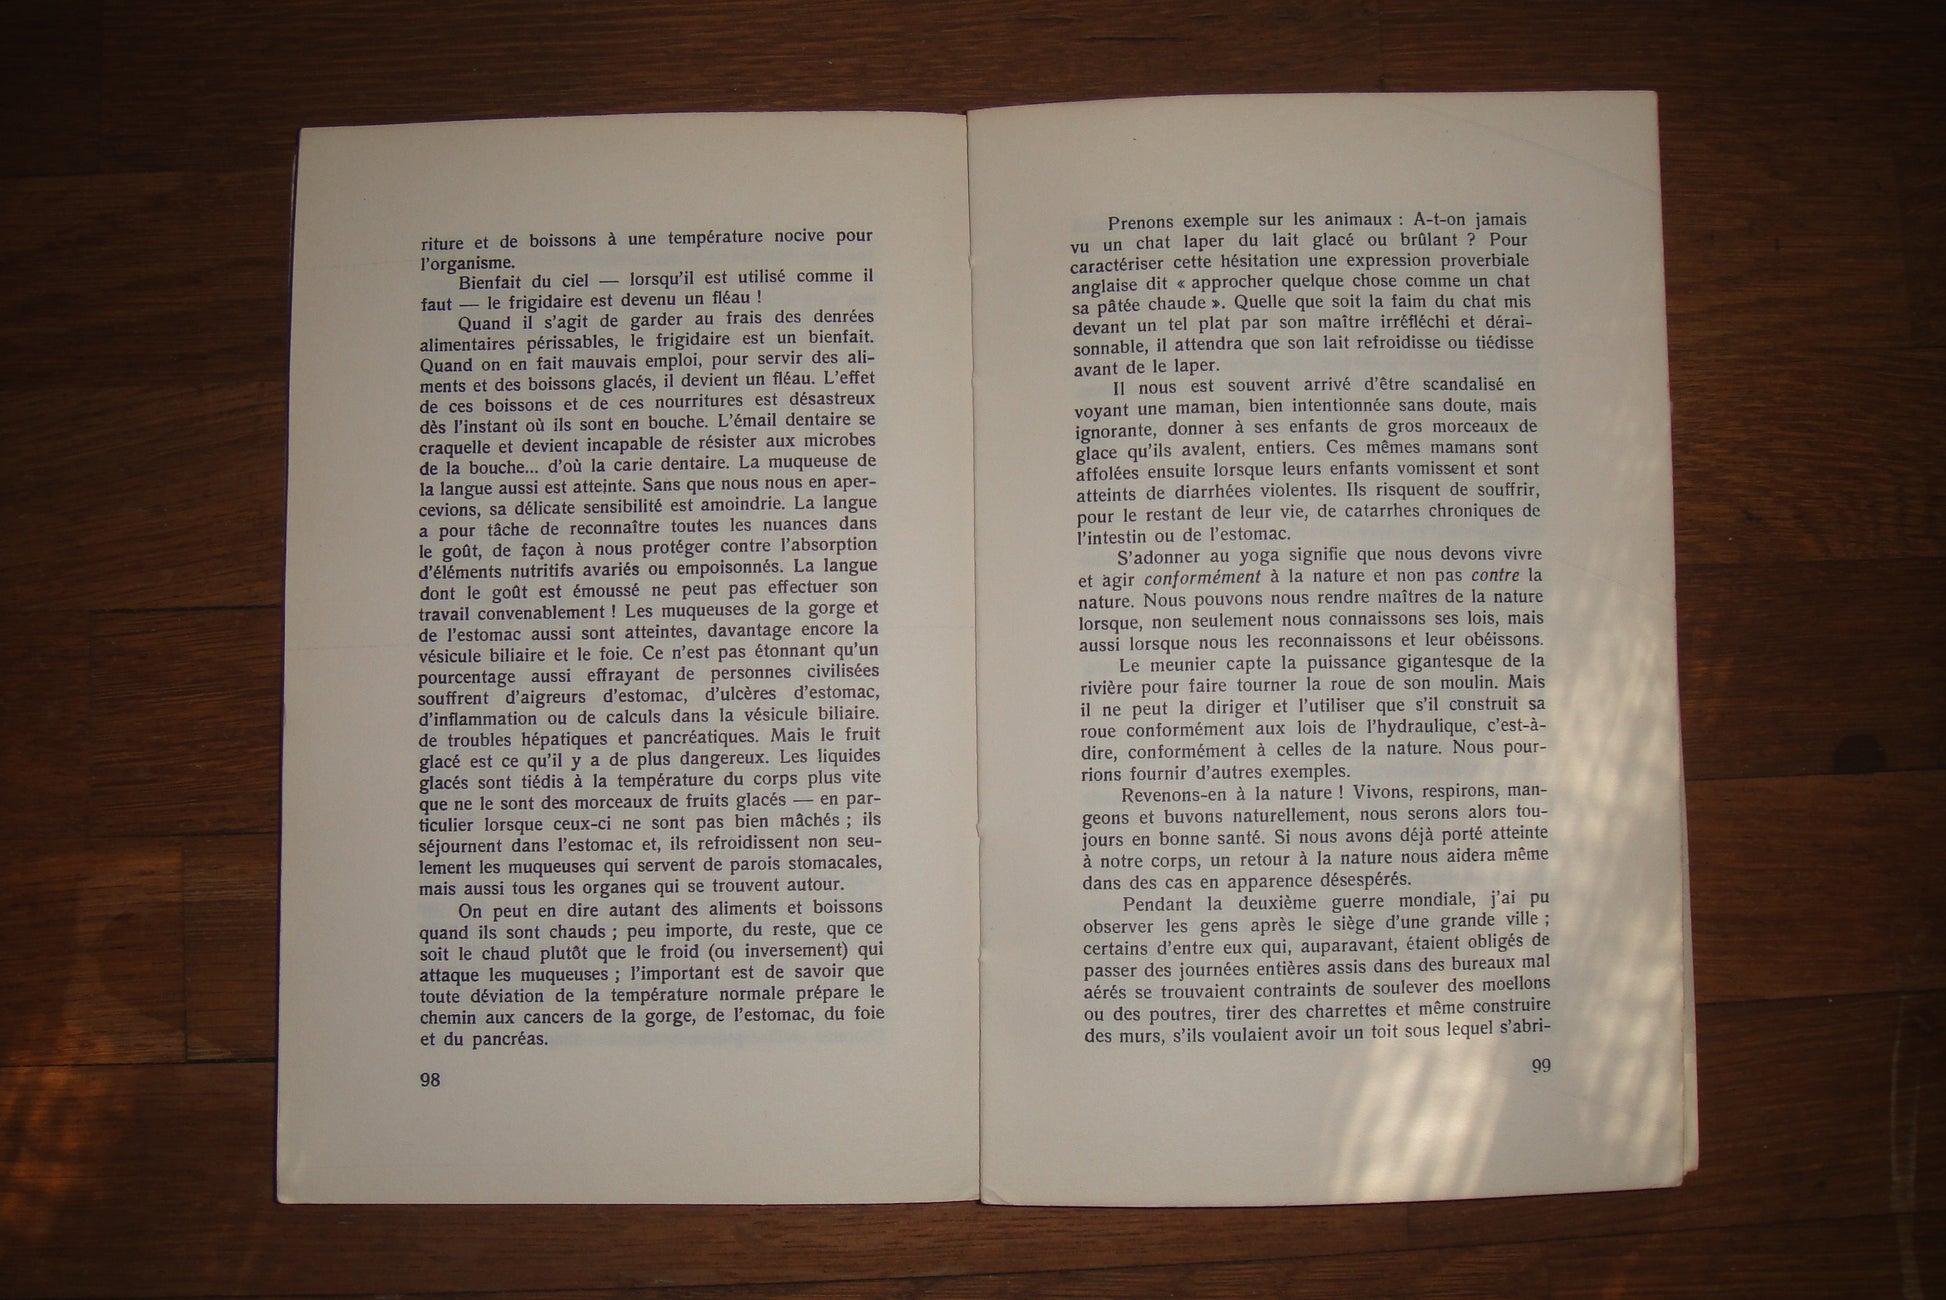 riture et de boissons à une température nocive pour
l'organisme.
Bienfait du ciel — lorsqu'il est utilisé comme il
faut — le frigidaire est devenu un fléau !
Quand il s'agit de garder au frais des denrées
alimentaires périssables, le frigidaire est un bienfait.
Quand on en fait mauvais emploi, pour servir des ali-
ments et des boissons glacés, il devient un fléau. L'effet
de ces boissons et de ces nourritures est désastreux
dès l'instant où ils sont en bouche. L'émail dentaire se
craquelle et devient incapable de résister aux microbes
de la bouche... d'où la carie dentaire. La muqueuse de
la langue aussi est atteinte. Sans que nous nous en aper-
cevions, sa délicate sensibilité est amoindrie. La langue
a pour tâche de reconnaître toutes les nuances dans
le goût, de façon à nous protéger contre l'absorption
d'éléments nutritifs avariés ou empoisonnés. La langue
dont le goût est émoussé ne peut pas effectuer son
travail convenablement ! Les muqueuses de la gorge et
de l'estomac aussi sont atteintes, davantage encore la
vésicule biliaire et le foie. Ce n'est pas étonnant qu'un
pourcentage aussi effrayant de personnes civilisées
souffrent d'aigreurs d'estomac, d'ulcères d'estomac,
d'inflammation ou de calculs dans la vésicule biliaire.
de troubles hépatiques et pancréatiques. Mais le fruit
glacé est ce qu'il y a de plus dangereux. Les liquides
glacés sont tiédis à la température du corps plus vite
que ne le sont des morceaux de fruits glacés — en par-
ticulier lorsque ceux-ci ne sont pas bien mâchés ; ils
séjournent dans l'estomac et, ils refroidissent non seu-
lement les muqueuses qui servent de parois stomacales,
mais aussi tous les organes qui se trouvent autour.
On peut en dire autant des aliments et boissons
quand ils sont chauds ; peu importe, du reste, que ce
soit le chaud plutôt que le froid (ou inversement) qui
attaque les muqueuses ; l'important est de savoir que
toute déviation de la température normale prépare le
chemin aux cancers de la gorge, de l'estomac, du foie
et du pancréas.
98
Prenons exemple sur les animaux : A-t-on jamais
vu un chat laper du lait glacé ou brûlant ? Pour
caractériser cette hésitation une expression proverbiale
anglaise dit « approcher quelque chose comme un chat
sa pâtée chaude ». Quelle que soit la faim du chat mis
devant un tel plat par son maître irréfléchi et dérai-
sonnable, il attendra que son lait refroidisse ou tiédisse
avant de le laper.
Il nous est souvent arrivé d'être scandalisé en
voyant une maman, bien intentionnée sans doute, mais
ignorante, donner à ses enfants de gros morceaux de
glace qu'ils avalent, entiers. Ces mêmes mamans sont
affolées ensuite lorsque leurs enfants vomissent et sont
atteints de diarrhées violentes. Ils risquent de souffrir,
pour le restant de leur vie, de catarrhes chroniques de
l'intestin ou de l'estomac.
S'adonner au yoga signifie que nous devons vivre
et agir conformément à la nature et non pas contre la
nature. Nous pouvons nous rendre maîtres de la nature
lorsque, non seulement nous connaissons ses lois, mais
aussi lorsque nous les reconnaissons et leur obéissons.
Le meunier capte la puissance gigantesque de la
rivière pour faire tourner la roue de son moulin. Mais
il ne peut la diriger et l'utiliser que s'il construit sa
roue conformément aux lois de l'hydraulique, c'est-à-
dire, conformément à celles de la nature. Nous pour-
rions fournir d'autres exemples.
Revenons-en à la nature ! Vivons, respirons, man-
geons et buvons naturellement, nous serons alors tou-
jours en bonne santé. Si nous avons déjà porté atteinte
à notre corps, un retour à la nature nous aidera même
dans des cas en apparence désespérés.
Pendant la deuxième guerre mondiale, j'ai pu
observer les gens après le siège d'une grande ville ;
certains d'entre eux qui, auparavant, étaient obligés de
passer des journées entières assis dans des bureaux mal
aérés se trouvaient contraints de soulever des moellons
ou des poutres, tirer des charrettes et même construire
des murs, s'ils voulaient avoir un toit sous lequel s'abri-
99